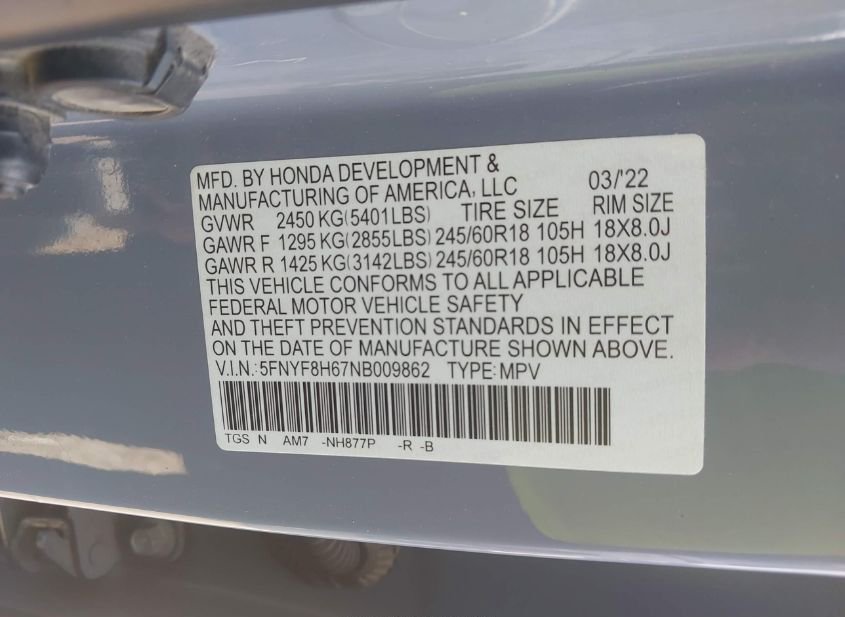 MFD. BY HONDA DEVELOPMENT &
MANUFACTURING OF AMERICA, LLC 03/'22
GVWR 2450 KG(5401LBS) TIRE SIZE RIM SIZE
GAWR F 1295 KG(2855LBS) 245/60R18 105H 18X8.0J
GAWR R 1425 KG(3142LBS) 245/60R18 105H 18X8.0J
THIS VEHICLE CONFORMS TO ALL APPLICABLE
FEDERAL MOTOR VEHICLE SAFETY
AND THEFT PREVENTION STANDARDS IN EFFECT
ON THE DATE OF MANUFACTURE SHOWN ABOVE.
V.I.N.: 5FNYF8H67NB009862 TYPE: MPV
TGS N AM7 -NH877P -R -B